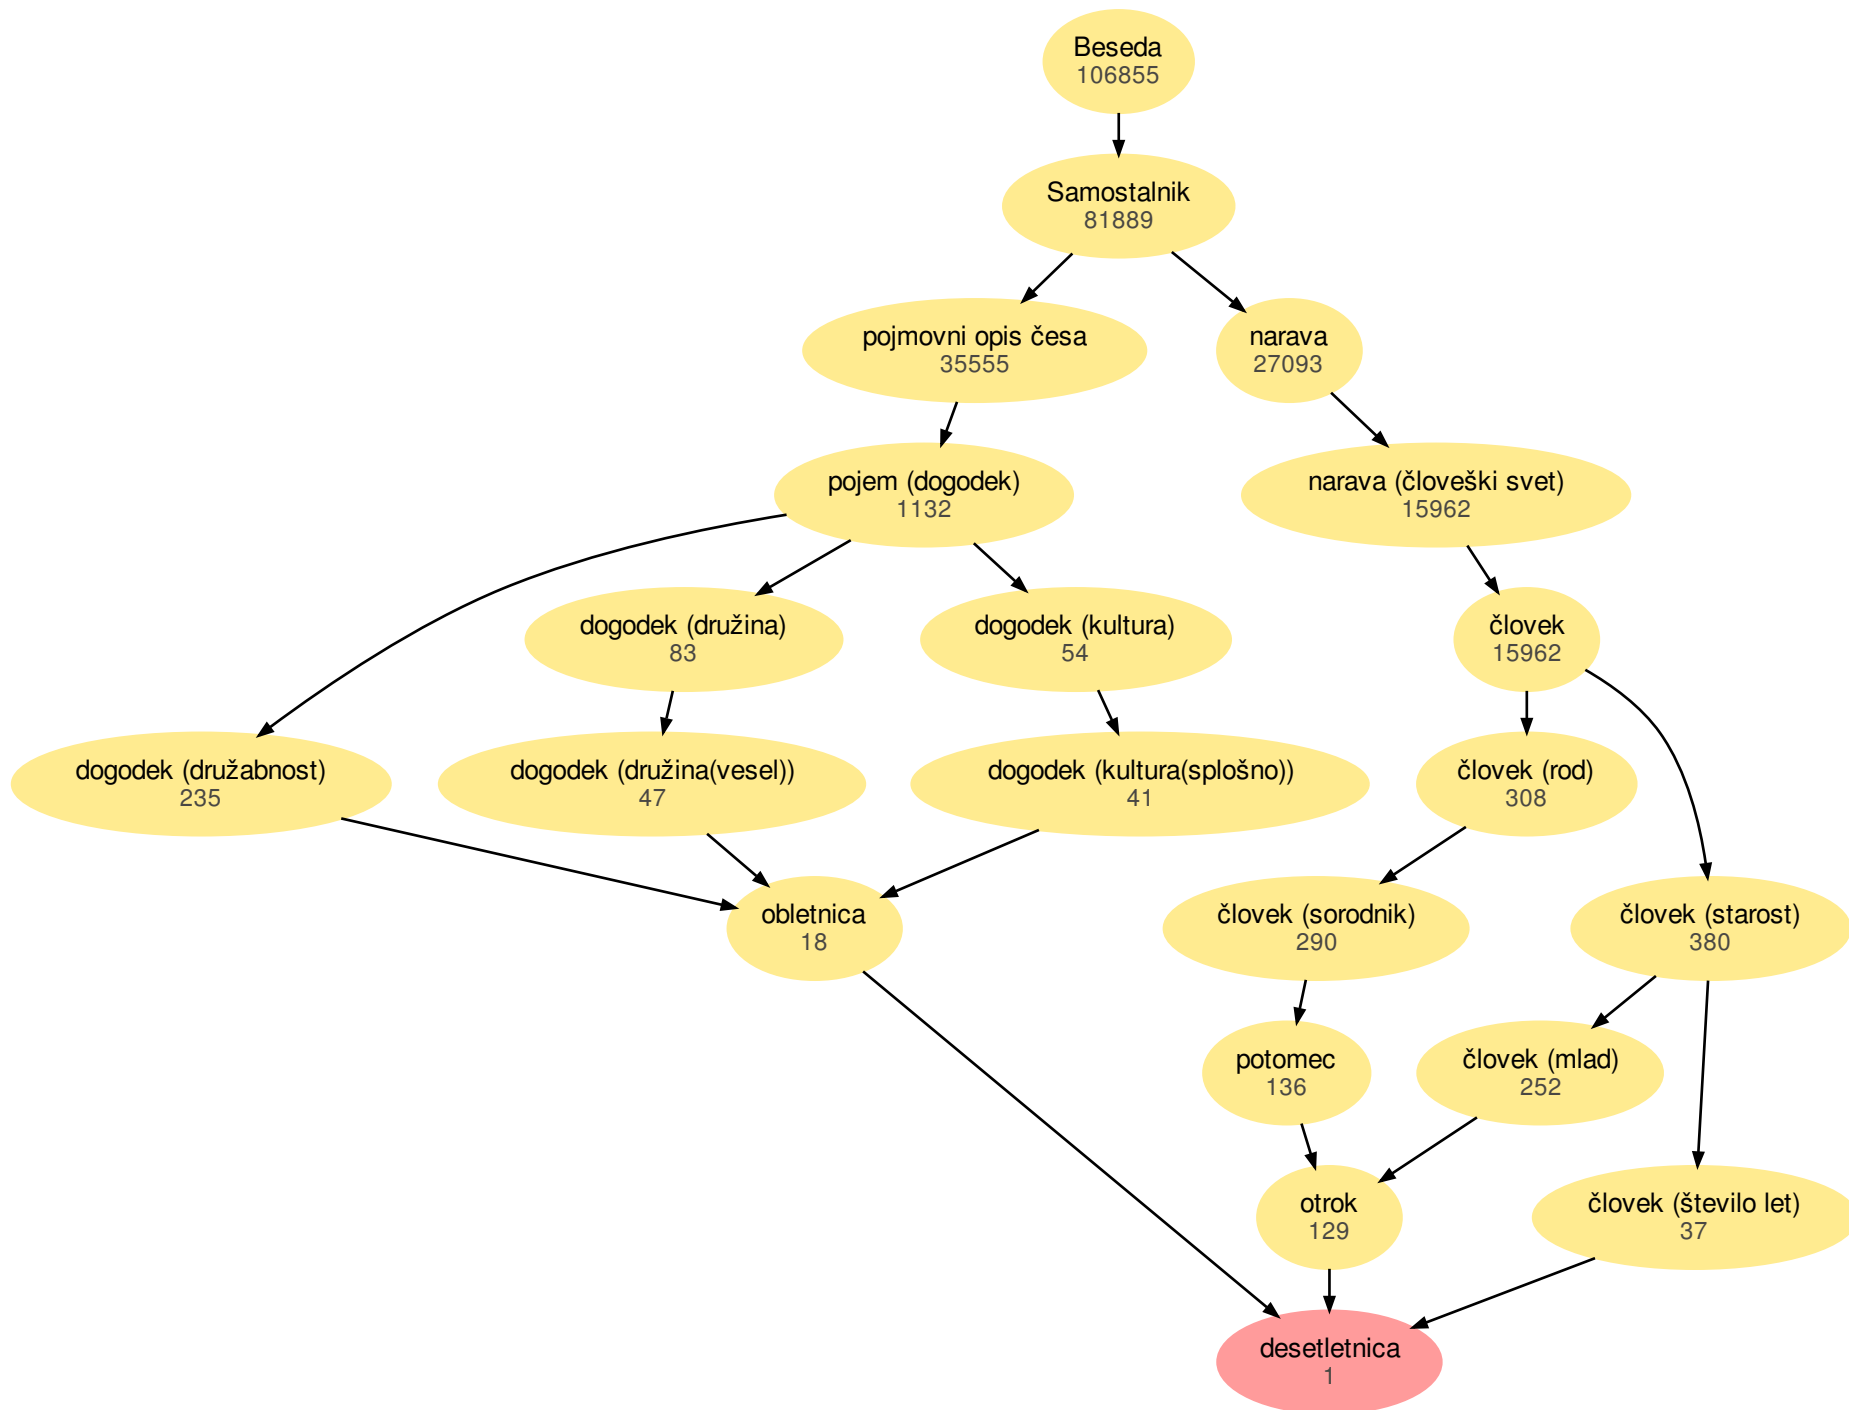 Beseda
106855
Samostalnik
81889
pojmovni opis česa
35555
narava
27093
pojem (dogodek)
1132
narava (človeški svet)
15962
dogodek (družina)
83
dogodek (kultura)
54
človek
15962
dogodek (družabnost)
235
dogodek (družina(vesel))
47
dogodek (kultura(splošno))
41
človek (rod)
308
obletnica
18
človek (sorodnik)
290
človek (starost)
380
potomec
136
človek (mlad)
252
otrok
129
človek (število let)
37
desetletnica
1